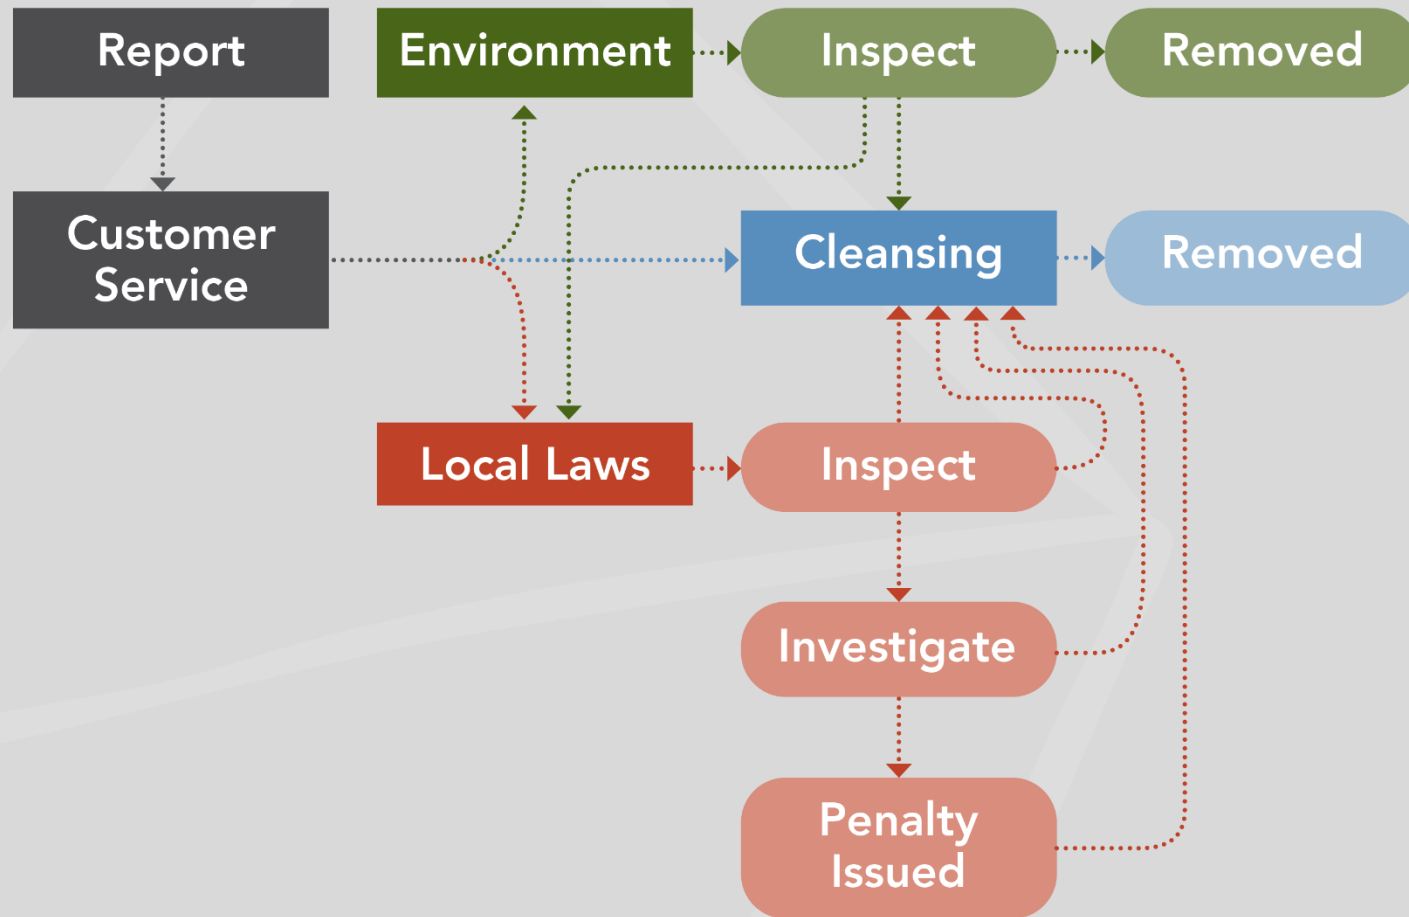 Report
Environment
Inspect
Removed
Customer
Service
Cleansing
Removed
Local Laws
Inspect
Investigate
Penalty
Issued